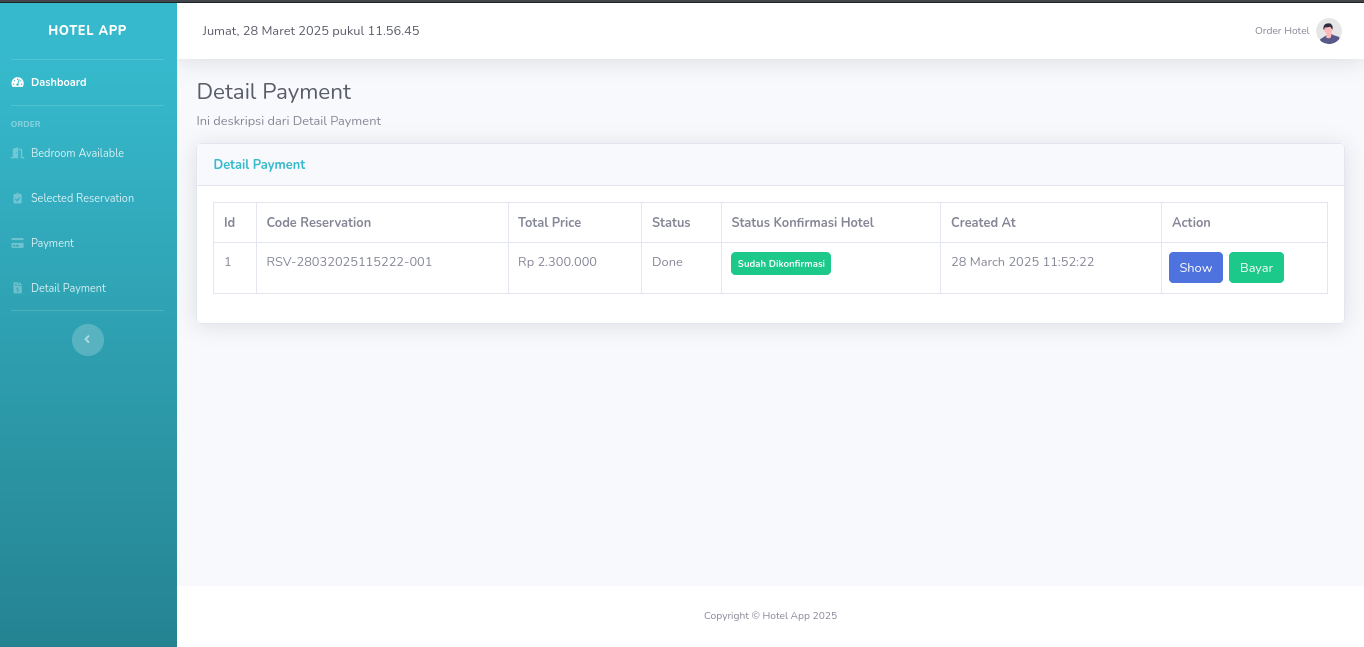 HOTEL APP
Jumat, 28 Maret 2025 pukul 11.56.45
Order Hotel
Dashboard
ORDER
Bedroom Available
Selected Reservation
Payment
Detail Payment
Detail Payment
Ini deskripsi dari Detail Payment
Detail Payment
Id Code Reservation Total Price Status Status Konfirmasi Hotel Created At Action
1 RSV-28032025115222-001 Rp 2.300.000 Done Sudah Dikonfirmasi 28 March 2025 11:52:22 Show Bayar
Copyright © Hotel App 2025